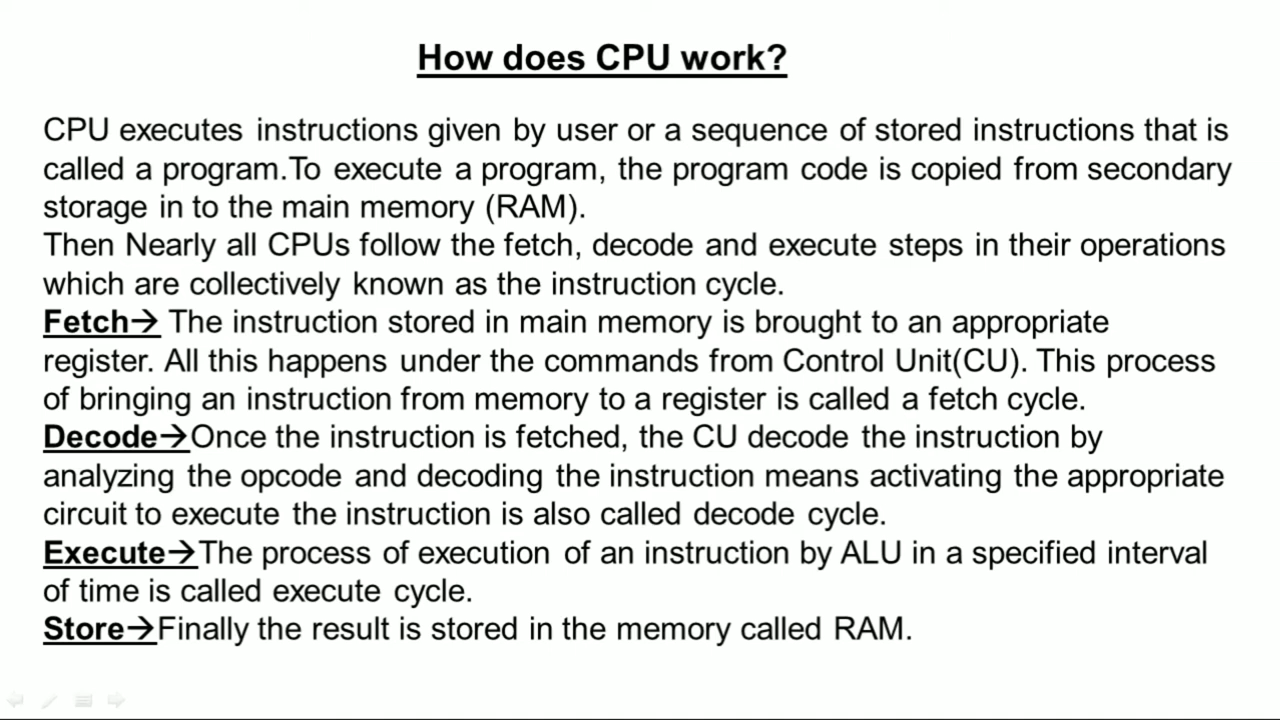 How does CPU work?
CPU executes instructions given by user or a sequence of stored instructions that is
called a program.To execute a program, the program code is copied from secondary
storage in to the main memory (RAM).
Then Nearly all CPUs follow the fetch, decode and execute steps in their operations
which are collectively known as the instruction cycle.
Fetch→ The instruction stored in main memory is brought to an appropriate
register. All this happens under the commands from Control Unit(CU). This process
of bringing an instruction from memory to a register is called a fetch cycle.
Decode→Once the instruction is fetched, the CU decode the instruction by
analyzing the opcode and decoding the instruction means activating the appropriate
circuit to execute the instruction is also called decode cycle.
Execute→The process of execution of an instruction by ALU in a specified interval
of time is called execute cycle.
Store→Finally the result is stored in the memory called RAM.